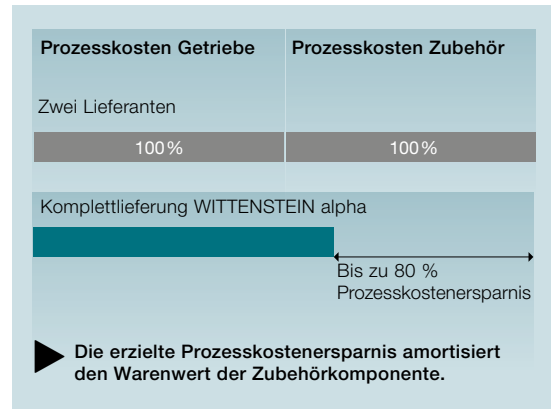 Prozesskosten Getriebe
Prozesskosten Zubehör
Zwei Lieferanten
100 %
100 %
Komplettlieferung WITTENSTEIN alpha
Bis zu 80 %
Prozesskostenersparnis
Die erzielte Prozesskostenersparnis amortisiert
den Warenwert der Zubehörkomponente.